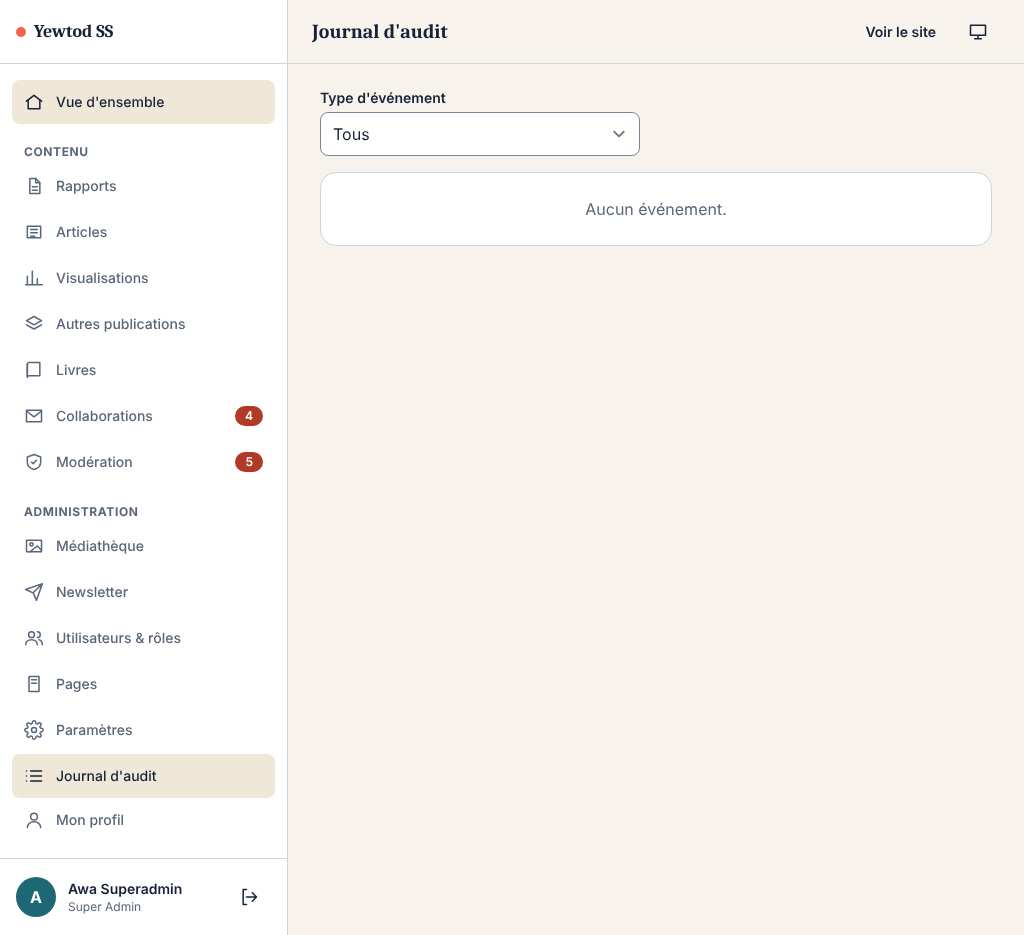 Yewtod SS
Journal d'audit
Voir le site
Vue d'ensemble
CONTENU
Rapports
Articles
Visualisations
Autres publications
Livres
Collaborations 4
Modération 5
ADMINISTRATION
Médiathèque
Newsletter
Utilisateurs & rôles
Pages
Paramètres
Journal d'audit
Mon profil
A
Awa Superadmin
Super Admin
Type d'événement
Tous
Aucun événement.